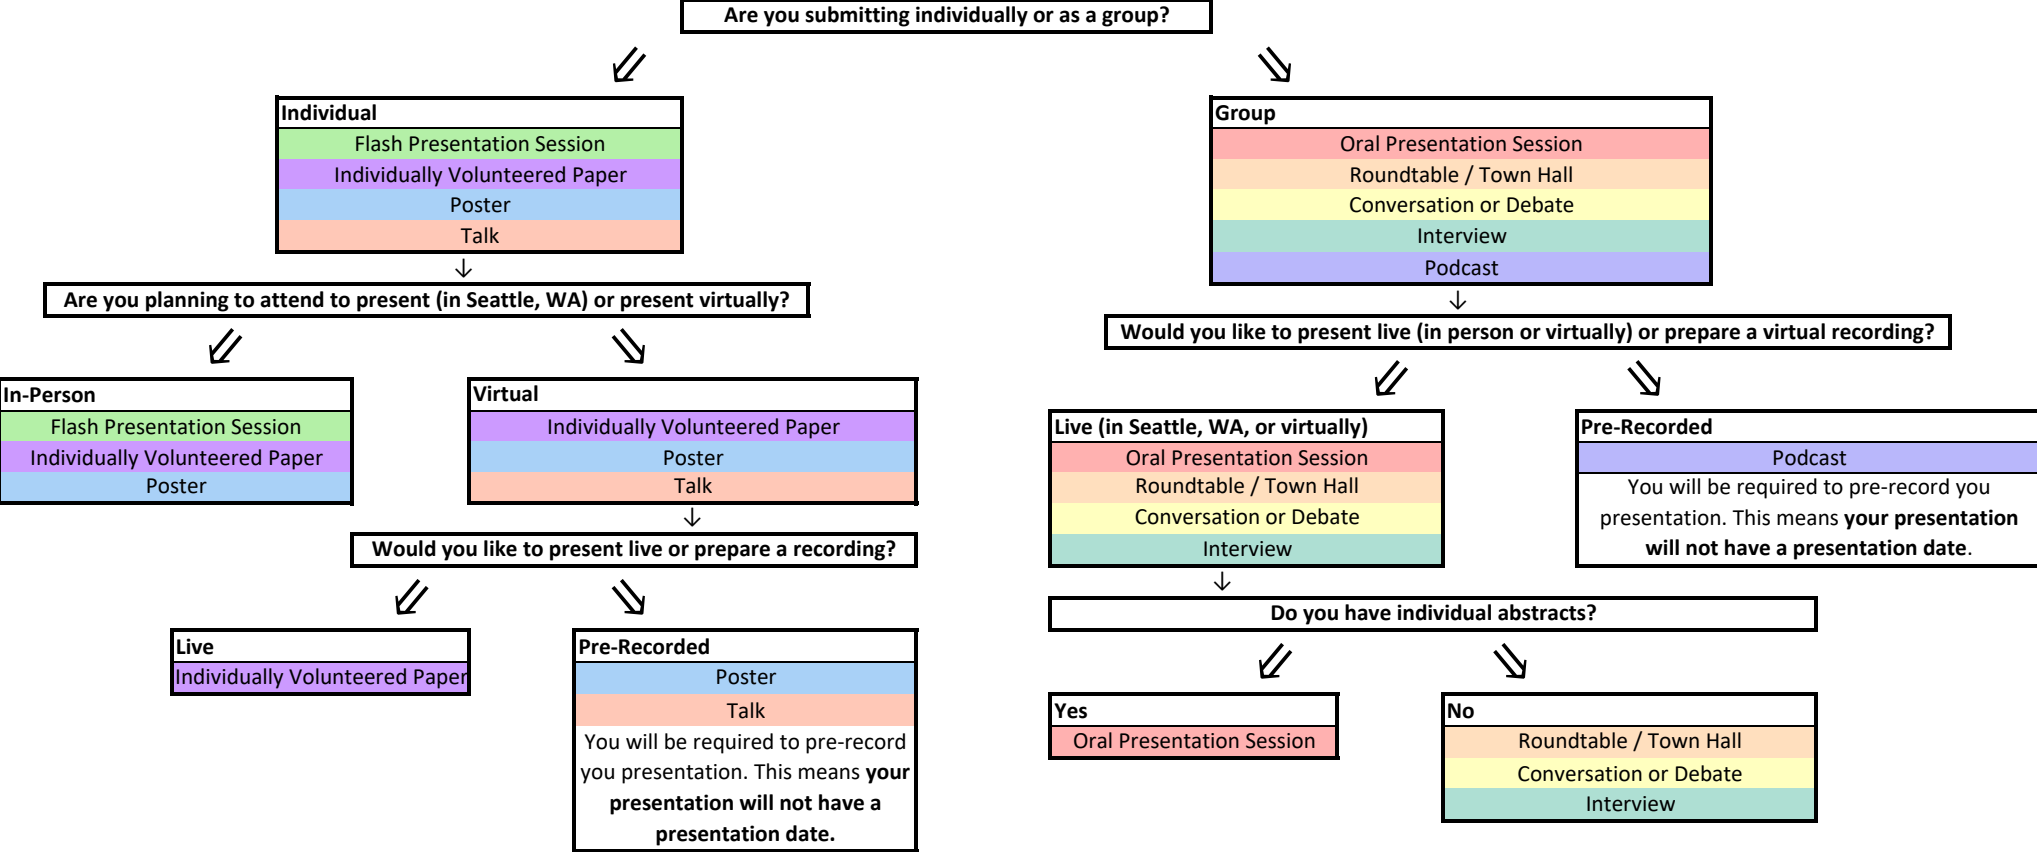 Are you submitting individually or as a group?
Individual
Flash Presentation Session
Individually Volunteered Paper
Poster
Talk
Group
Oral Presentation Session
Roundtable / Town Hall
Conversation or Debate
Interview
Podcast
Are you planning to attend to present (in Seattle, WA) or present virtually?
Would you like to present live (in person or virtually) or prepare a virtual recording?
In-Person
Flash Presentation Session
Individually Volunteered Paper
Poster
Virtual
Individually Volunteered Paper
Poster
Talk
Live (in Seattle, WA, or virtually)
Oral Presentation Session
Roundtable / Town Hall
Conversation or Debate
Interview
Pre-Recorded
Podcast
You will be required to pre-record you
presentation. This means your presentation
will not have a presentation date.
Would you like to present live or prepare a recording?
Do you have individual abstracts?
Live
Individually Volunteered Paper
Pre-Recorded
Poster
Talk
You will be required to pre-record
you presentation. This means your
presentation will not have a
presentation date.
Yes
Oral Presentation Session
No
Roundtable / Town Hall
Conversation or Debate
Interview